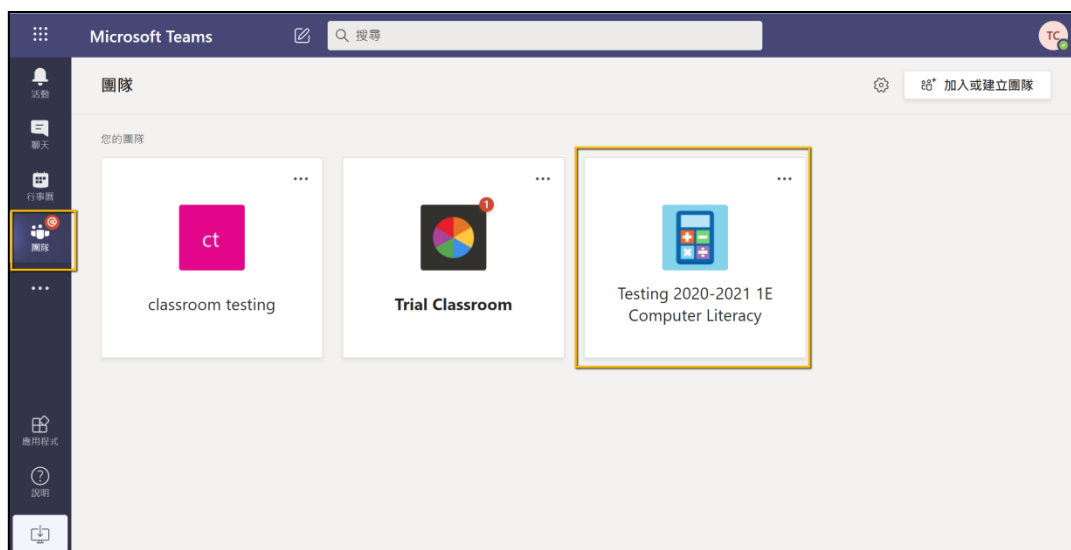 Microsoft Teams
搜尋
TC
活動
聊天
行事曆
團隊
應用程式
說明
團隊
加入或建立團隊
您的團隊
ct
classroom testing
1
Trial Classroom
Testing 2020-2021 1E
Computer Literacy